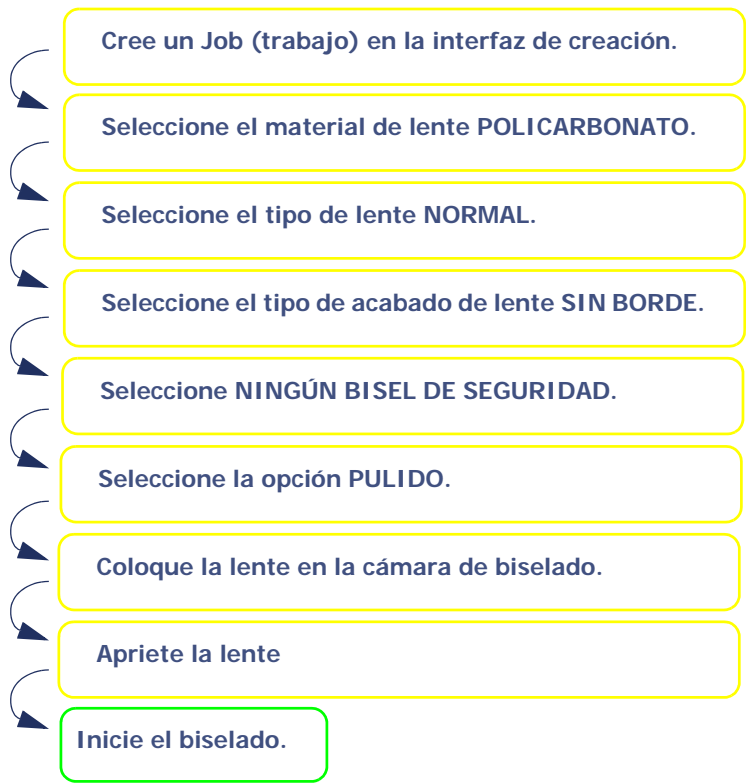 Cree un Job (trabajo) en la interfaz de creación.
Seleccione el material de lente POLICARBONATO.
Seleccione el tipo de lente NORMAL.
Seleccione el tipo de acabado de lente SIN BORDE.
Seleccione NINGÚN BISEL DE SEGURIDAD.
Seleccione la opción PULIDO.
Coloque la lente en la cámara de biselado.
Apriete la lente
Inicie el biselado.